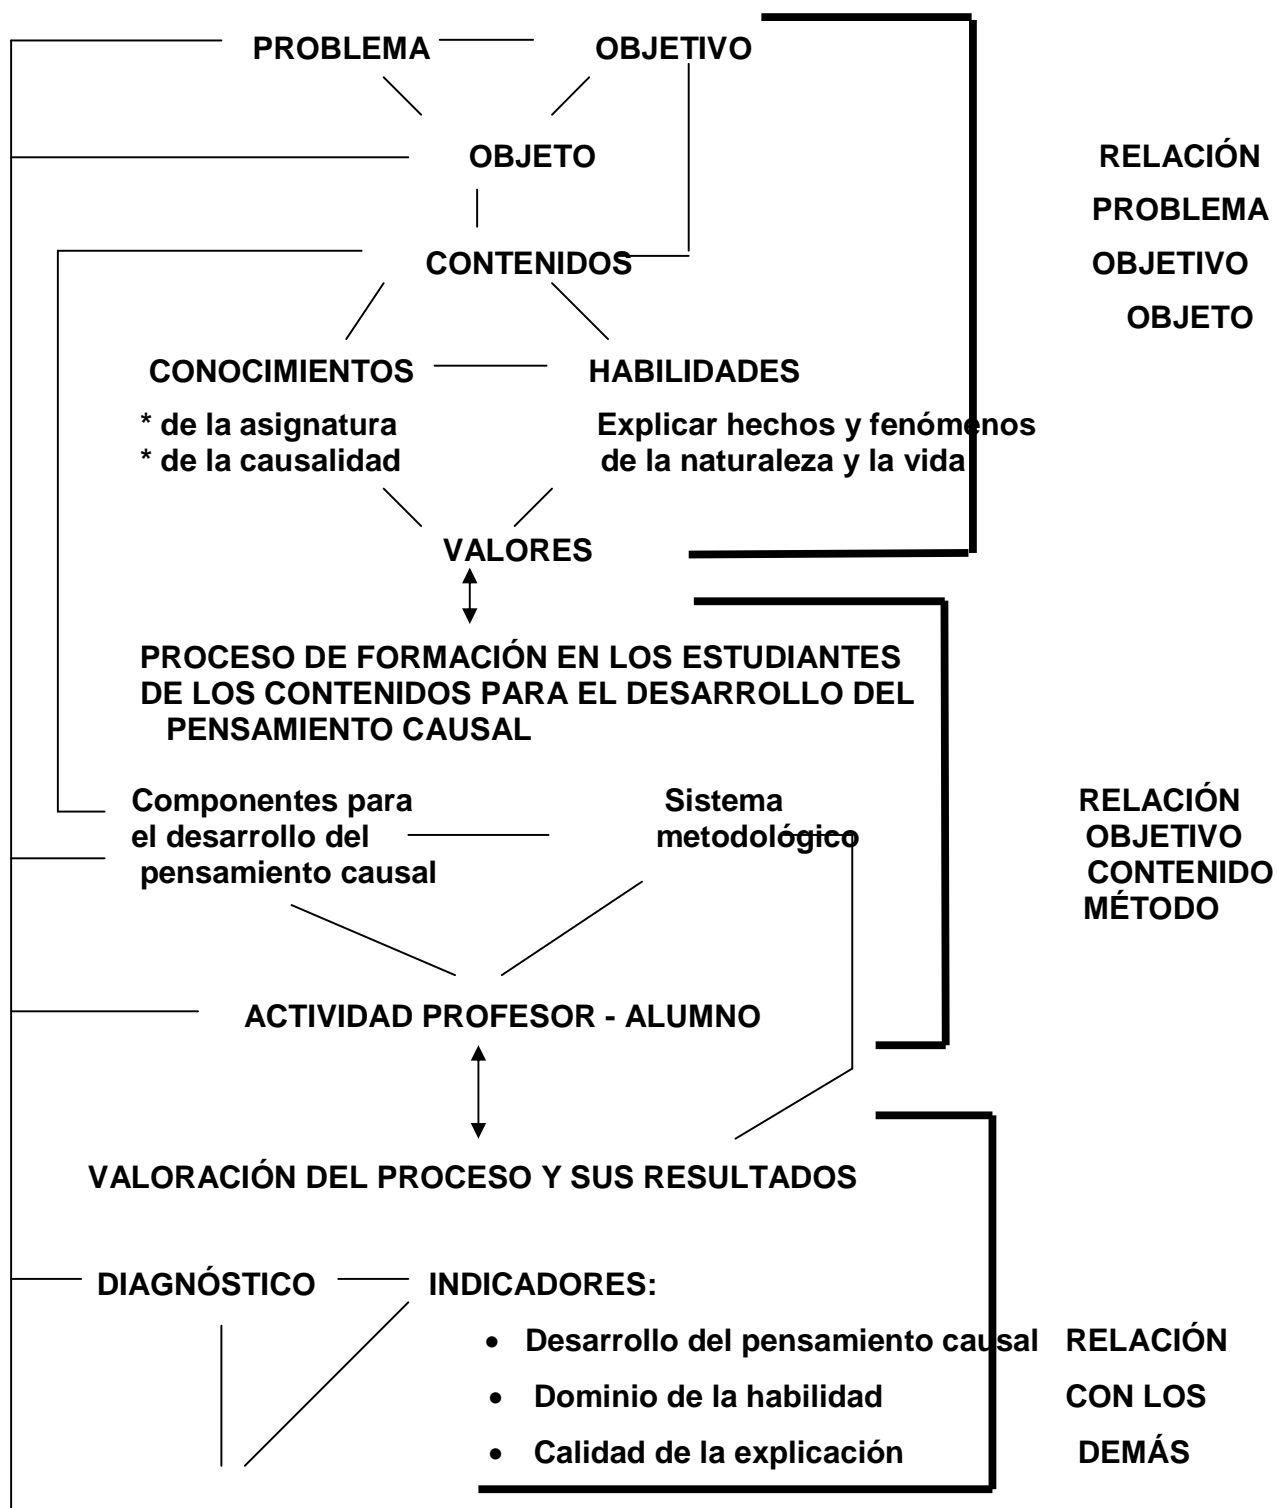 PROBLEMA OBJETIVO
OBJETO RELACIÓN
PROBLEMA
CONTENIDOS OBJETIVO
OBJETO
CONOCIMIENTOS HABILIDADES
* de la asignatura Explicar hechos y fenómenos
* de la causalidad de la naturaleza y la vida
VALORES
PROCESO DE FORMACIÓN EN LOS ESTUDIANTES
DE LOS CONTENIDOS PARA EL DESARROLLO DEL
PENSAMIENTO CAUSAL
Componentes para Sistema RELACIÓN
el desarrollo del metodológico OBJETIVO
pensamiento causal CONTENIDO
MÉTODO
ACTIVIDAD PROFESOR - ALUMNO
VALORACIÓN DEL PROCESO Y SUS RESULTADOS
DIAGNÓSTICO INDICADORES:
• Desarrollo del pensamiento causal RELACIÓN
• Dominio de la habilidad CON LOS
• Calidad de la explicación DEMÁS